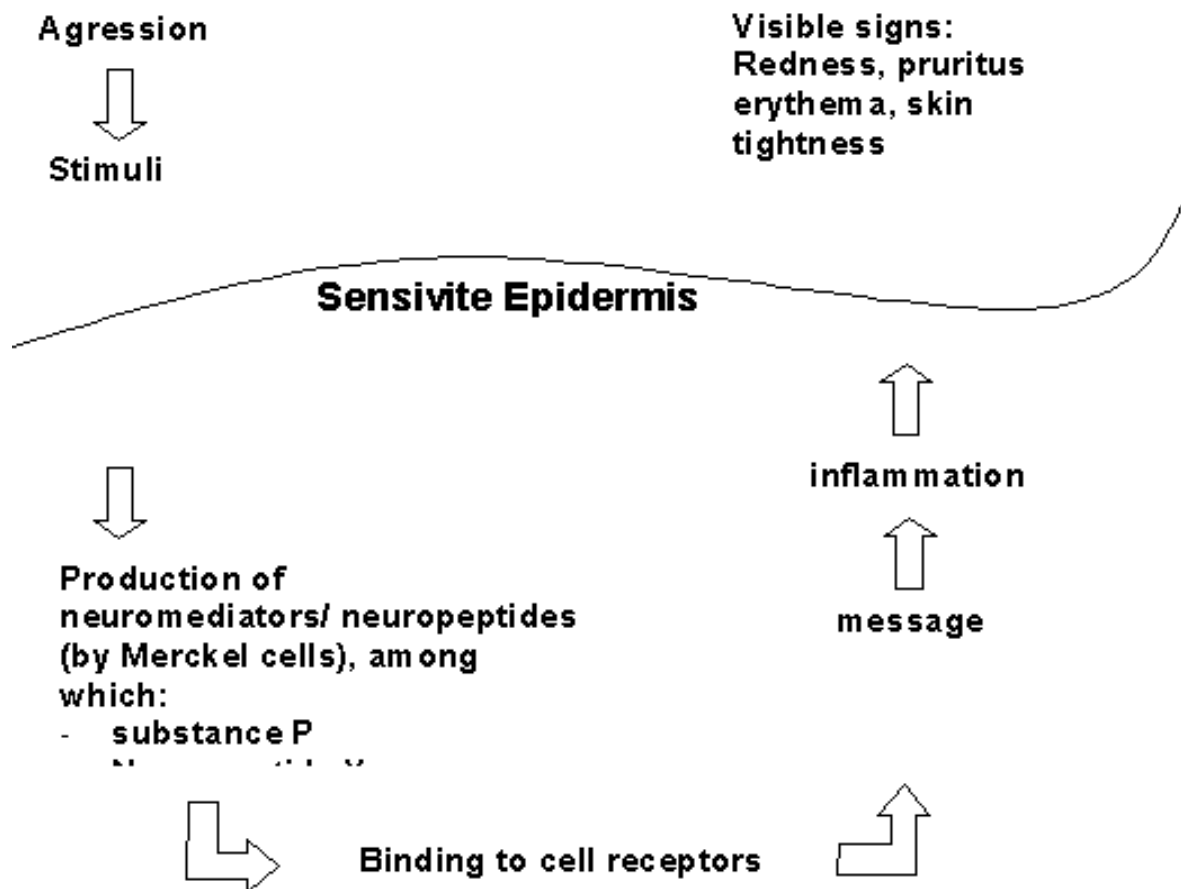 Agression
Stimuli
Visible signs:
Redness, pruritus
erythema, skin
tightness
Sensivite Epidermis
Production of
neuromediators/ neuropeptides
(by Merckel cells), among
which:
- substance P
Binding to cell receptors
message
inflammation